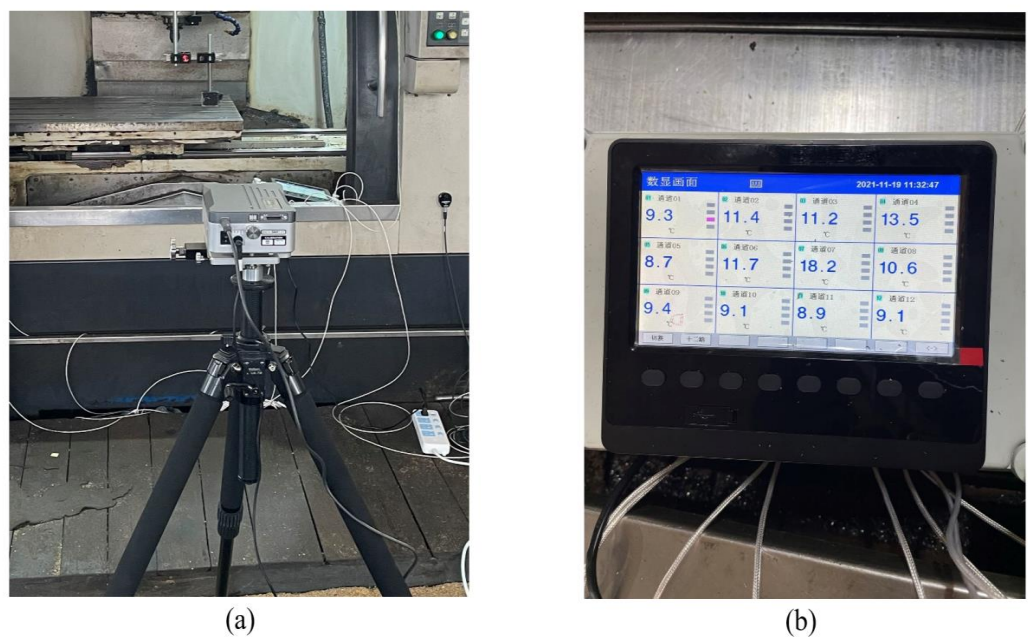 数显画面 2021-11-19 11:32:47
通道01 通道02 通道03 通道04
9.3 11.4 11.2 13.5
℃ ℃ ℃ ℃
通道05 通道06 通道07 通道08
8.7 11.7 18.2 10.6
℃ ℃ ℃ ℃
通道09 通道10 通道11 通道12
9.4 9.1 8.9 9.1
℃ ℃ ℃ ℃
(a) (b)